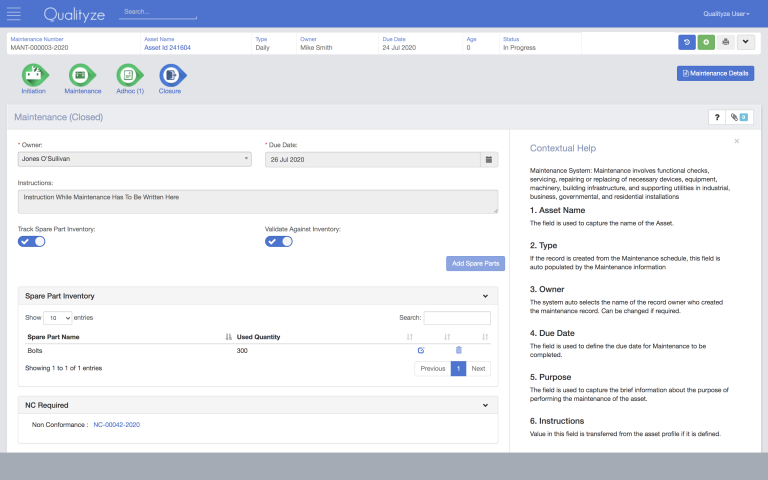 Qualityze
Search...
Qualityze User
Maintenance Number
MANT-000003-2020
Asset Name
Asset Id 241604
Type
Daily
Owner
Mike Smith
Due Date
24 Jul 2020
Age
0
Status
In Progress
Initiation
Maintenance
Adhoc (1)
Closure
Maintenance Details
Maintenance (Closed)
?
0
* Owner:
Jones O'Sullivan
* Due Date:
26 Jul 2020
Instructions:
Instruction While Maintenance Has To Be Written Here
Track Spare Part Inventory:
Validate Against Inventory:
Add Spare Parts
Spare Part Inventory
Show 10 entries
Search:
Spare Part Name
Used Quantity
Bolts
300
Showing 1 to 1 of 1 entries
Previous 1 Next
NC Required
Non Conformance : NC-00042-2020
Contextual Help
×
Maintenance System: Maintenance involves functional checks,
servicing, repairing or replacing of necessary devices, equipment,
machinery, building infrastructure, and supporting utilities in industrial,
business, governmental, and residential installations
1. Asset Name
The field is used to capture the name of the Asset.
2. Type
If the record is created from the Maintenance schedule, this field is
auto populated by the Maintenance information
3. Owner
The system auto selects the name of the record owner who created
the maintenance record. Can be changed if required.
4. Due Date
The field is used to define the due date for Maintenance to be
completed.
5. Purpose
The field is used to capture the brief information about the purpose of
performing the maintenance of the asset.
6. Instructions
Value in this field is transferred from the asset profile if it is defined.